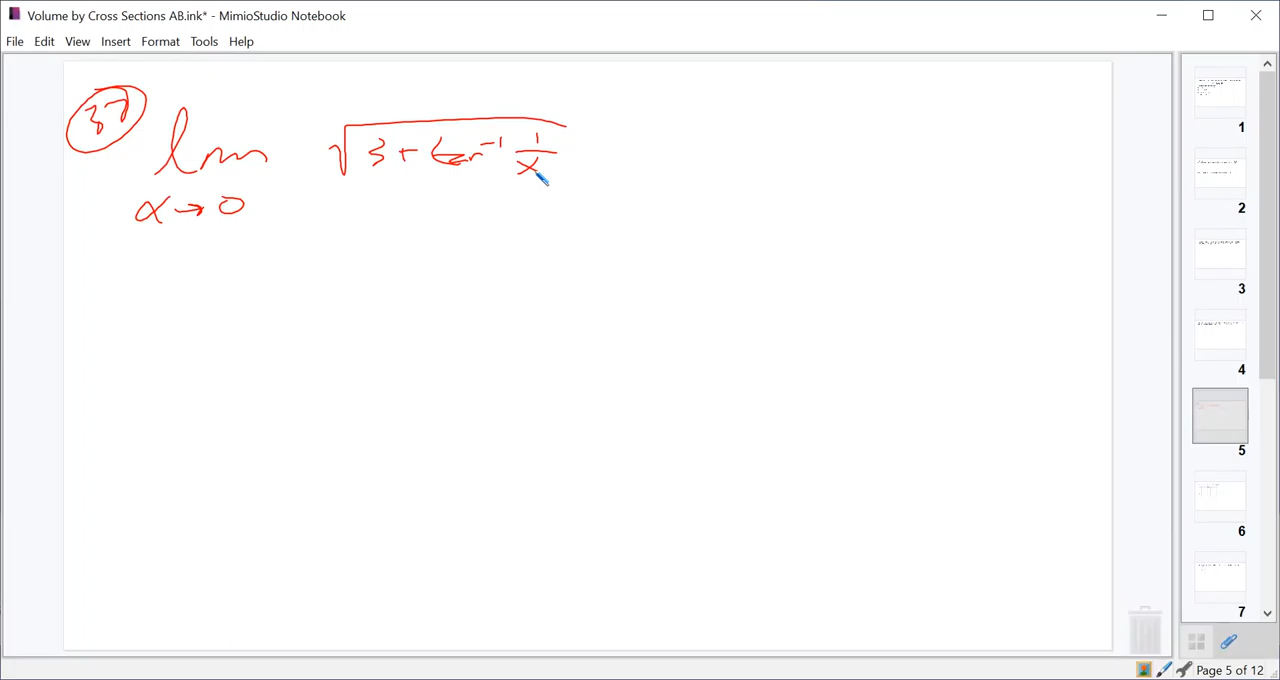 Volume by Cross Sections AB.ink* - MimioStudio Notebook
File Edit View Insert Format Tools Help
37
lim √(3 + tan⁻¹ 1/x)
x → 0
1
2
3
4
5
6
7
Page 5 of 12